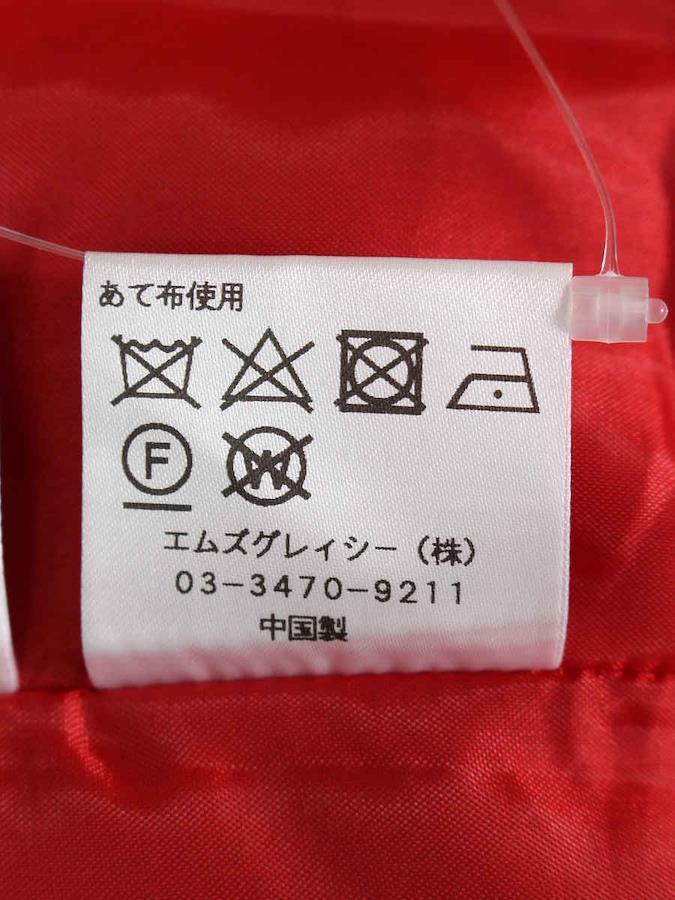 あて布使用
F
W
エムズグレイシー（株）
03-3470-9211
中国製